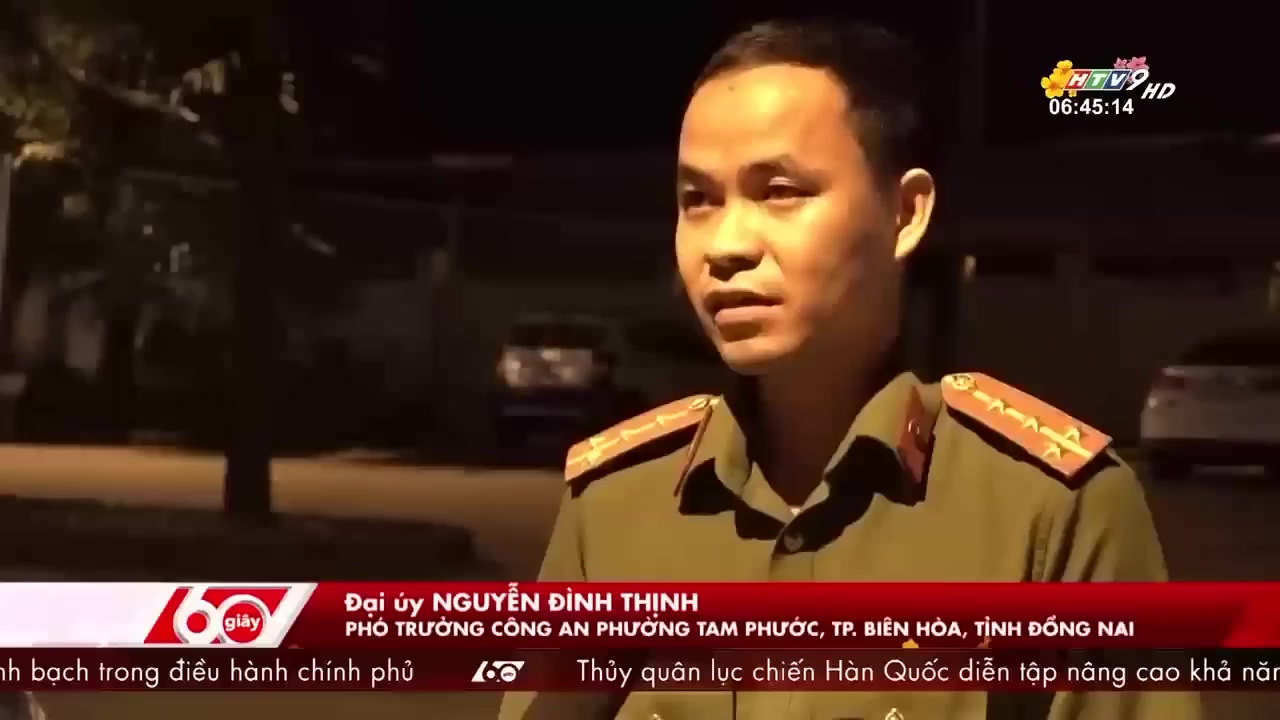 HTV9 HD
06:45:14
60 giây
Đại úy NGUYỄN ĐÌNH THỊNH
PHÓ TRƯỞNG CÔNG AN PHƯỜNG TAM PHƯỚC, TP. BIÊN HÒA, TỈNH ĐỒNG NAI
bạch trong điều hành chính phủ 60 giây Thủy quân lục chiến Hàn Quốc diễn tập nâng cao khả